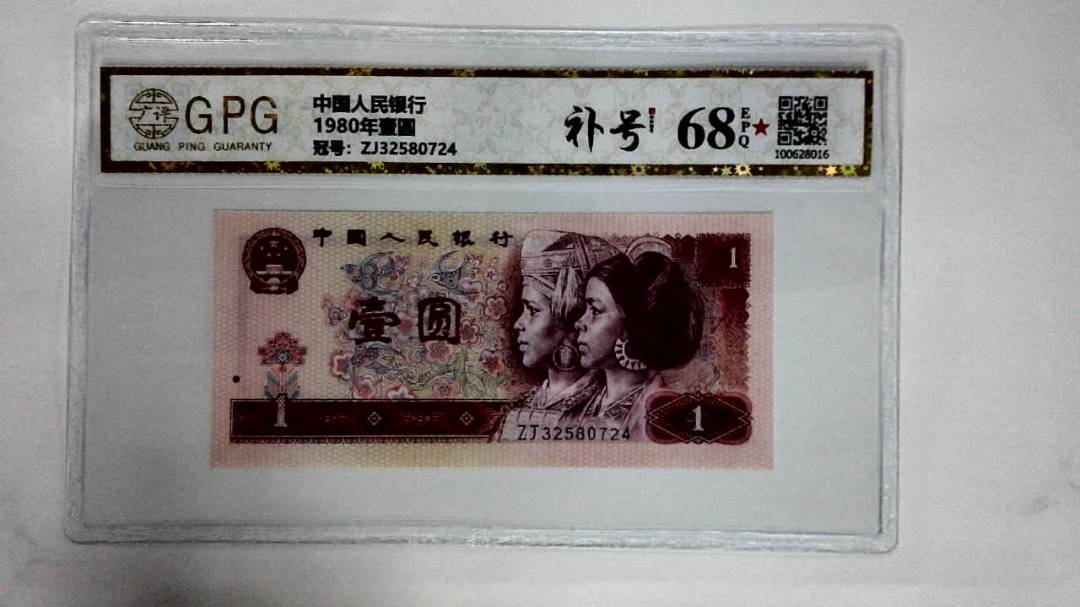 GPG
GUANG PING GUARANTY
中国人民银行
1980年壹圆
冠号：ZJ32580724
补号
68
EPQ
★
100628016
中国人民银行
1
壹圆
1
1
ZJ32580724